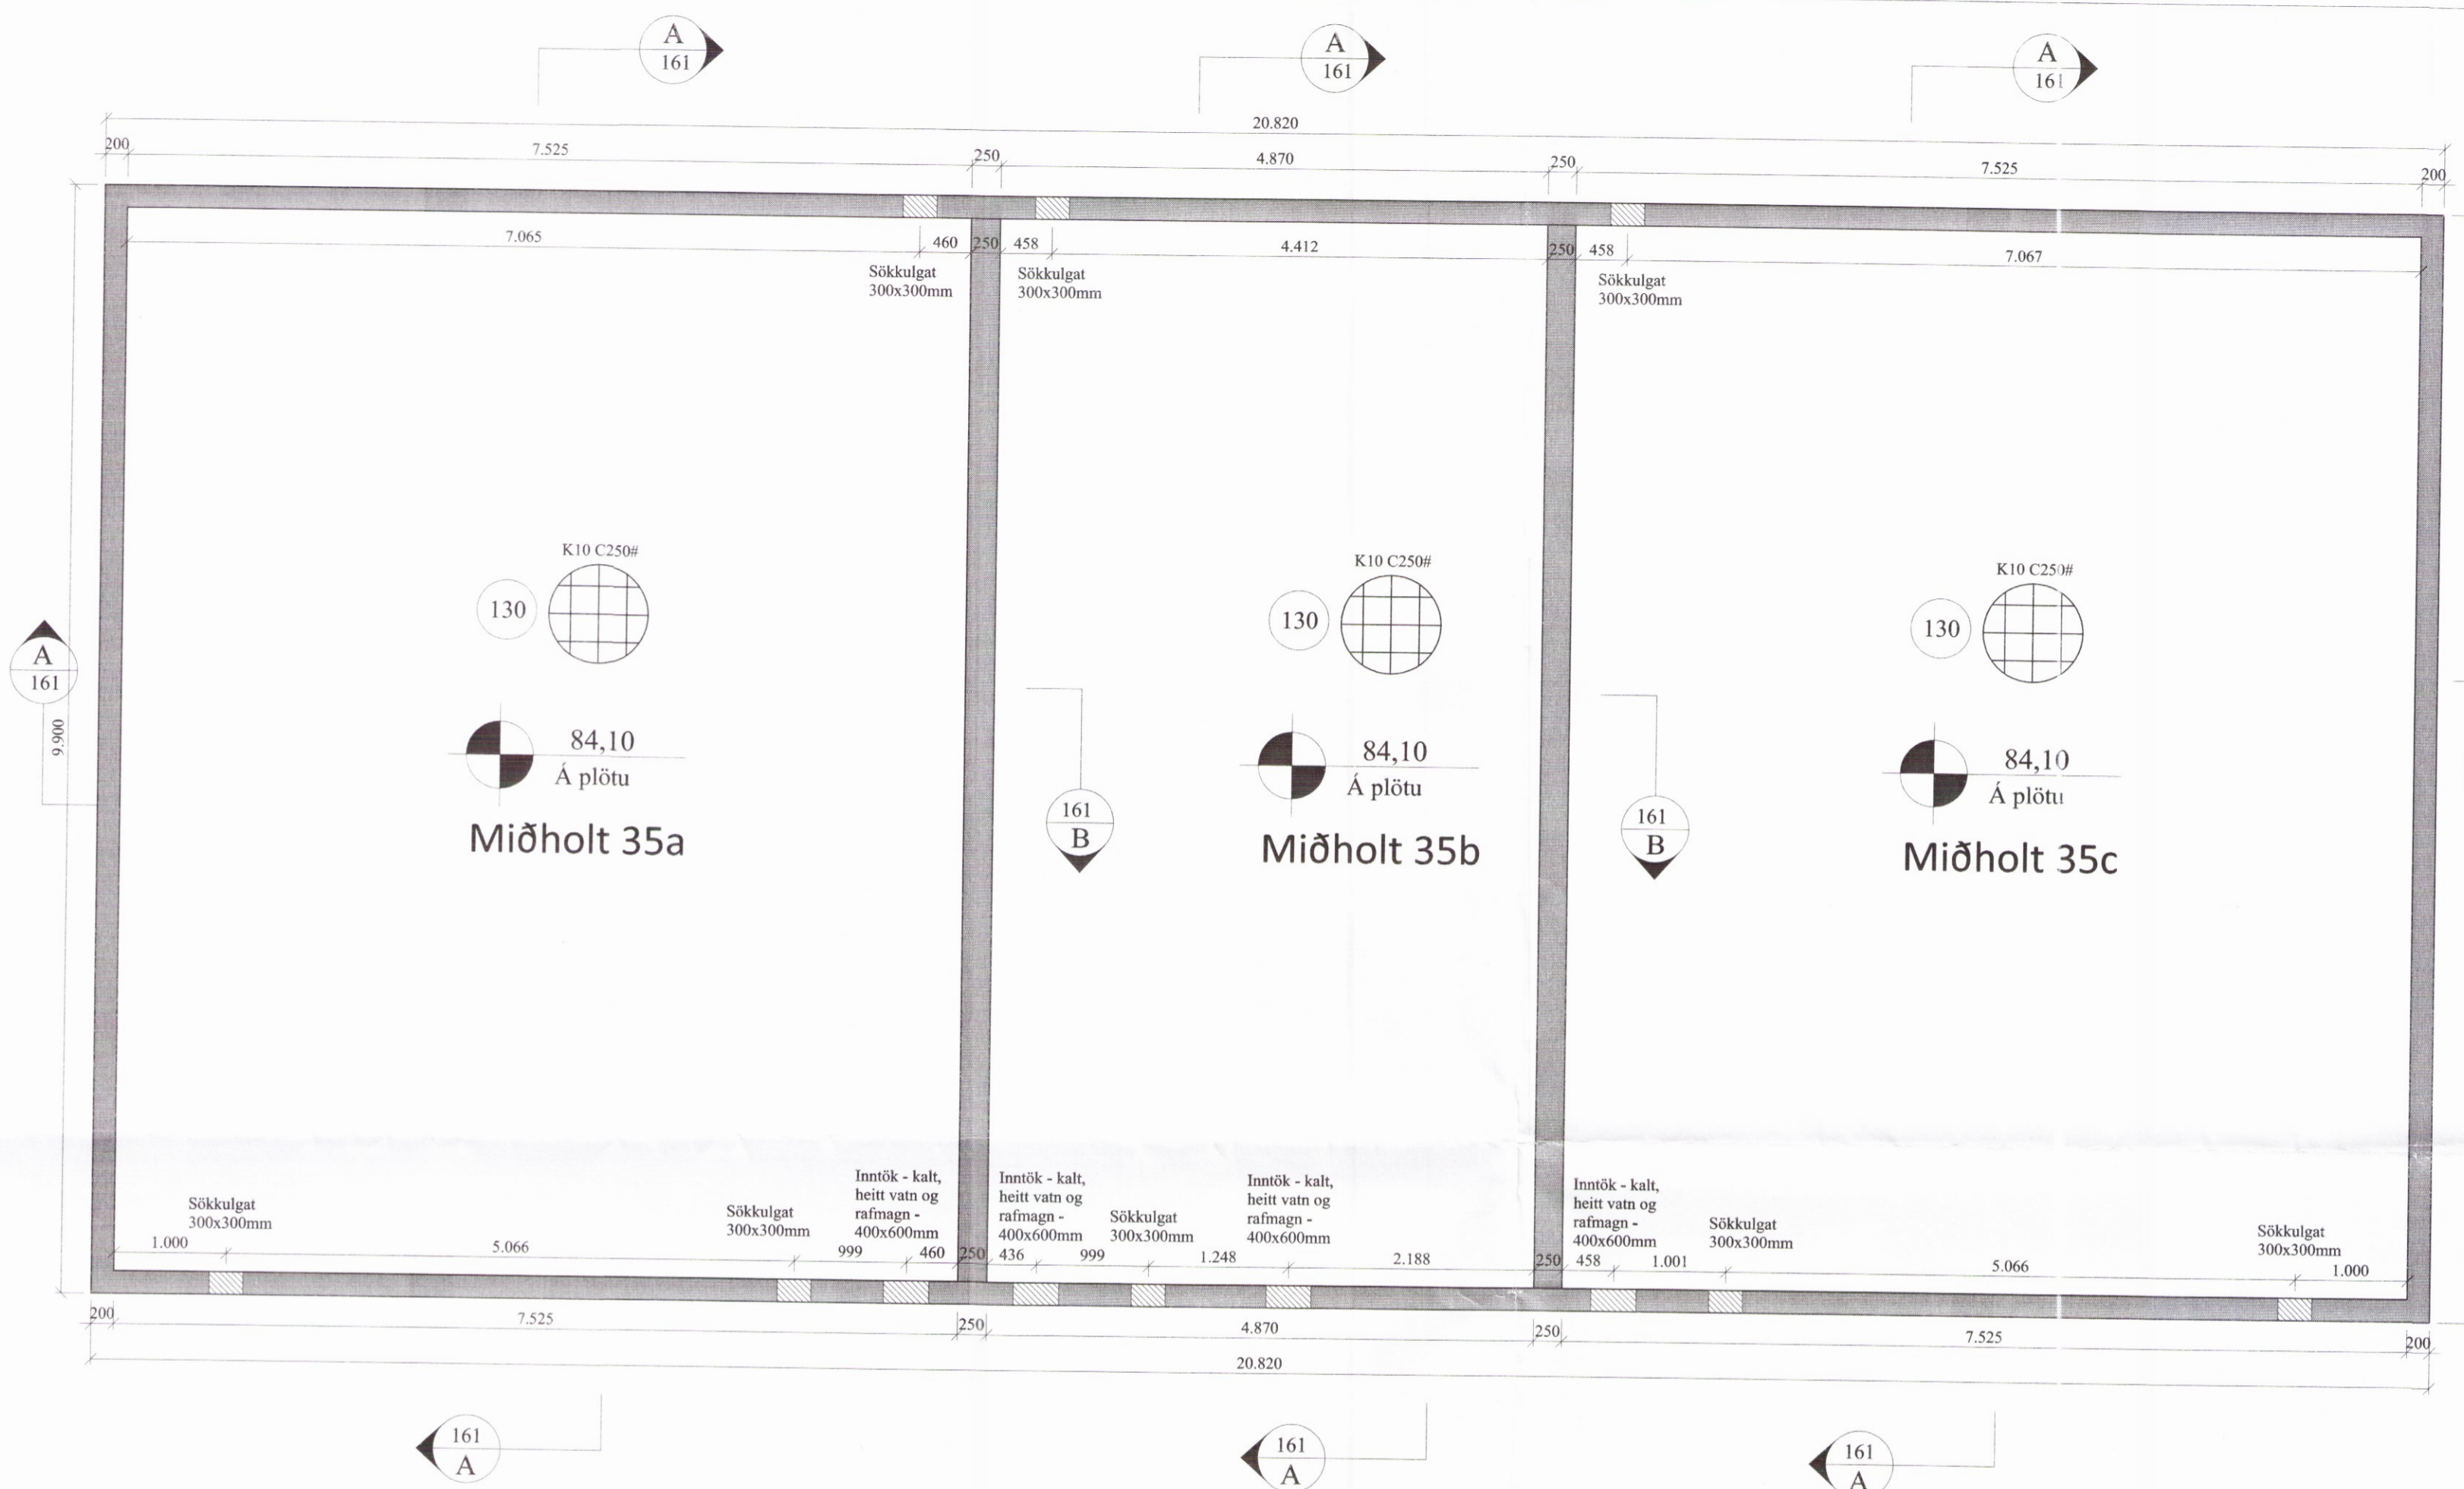 A
161
A
161
A
161
20.820
200
7.525
250
4.870
250
7.525
200
7.065
460
250
458
4.412
250
458
7.067
Sökkulgat
300x300mm
Sökkulgat
300x300mm
Sökkulgat
300x300mm
K10 C250#
130
K10 C250#
130
K10 C250#
130
A
161
9.900
84,10
Á plötu
Miðholt 35a
84,10
Á plötu
Miðholt 35b
84,10
Á plötu
Miðholt 35c
161
B
161
B
Sökkulgat
300x300mm
Sökkulgat
300x300mm
Inntök - kalt,
heitt vatn og
rafmagn -
400x600mm
Inntök - kalt,
heitt vatn og
rafmagn -
400x600mm
Sökkulgat
300x300mm
Inntök - kalt,
heitt vatn og
rafmagn -
400x600mm
Inntök - kalt,
heitt vatn og
rafmagn -
400x600mm
Sökkulgat
300x300mm
Sökkulgat
300x300mm
1.000
5.066
999
460
250
436
999
1.248
2.188
250
458
1.001
5.066
1.000
200
7.525
250
4.870
250
7.525
200
20.820
161
A
161
A
161
A